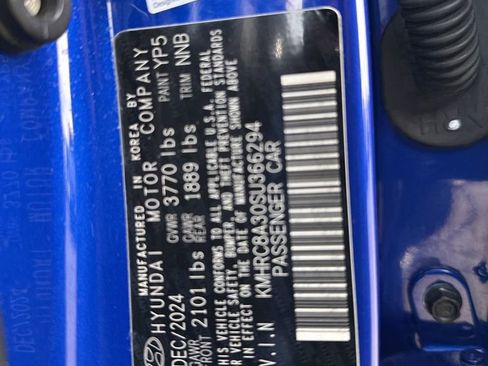 MANUFACTURED IN KOREA BY
HYUNDAI MOTOR COMPANY
DEC/2024 GVWR 3770 lbs PAINT YP5
GAWR FRONT 2101 lbs GAWR REAR 1889 lbs TRIM NNB
THIS VEHICLE CONFORMS TO ALL APPLICABLE U.S.A. FEDERAL
MOTOR VEHICLE SAFETY, BUMPER, AND THEFT PREVENTION STANDARDS
IN EFFECT ON THE DATE OF MANUFACTURE SHOWN ABOVE
V.I.N KMHRC8A30SU366294
PASSENGER CAR